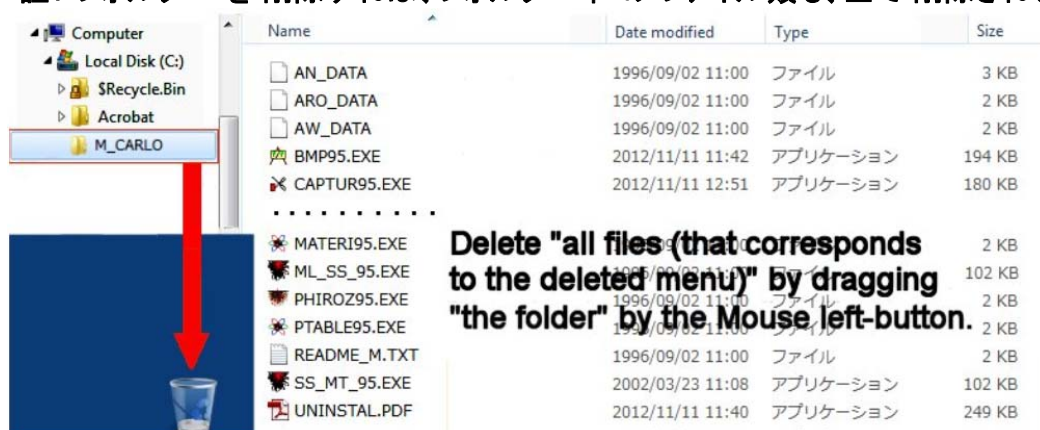 Computer
Local Disk (C:)
$Recycle.Bin
Acrobat
M_CARLO
Name Date modified Type Size
AN_DATA 1996/09/02 11:00 ファイル 3 KB
ARO_DATA 1996/09/02 11:00 ファイル 2 KB
AW_DATA 1996/09/02 11:00 ファイル 2 KB
BMP95.EXE 2012/11/11 11:42 アプリケーション 194 KB
CAPTUR95.EXE 2012/11/11 12:51 アプリケーション 180 KB
. . . . . . . . . .
MATERI95.EXE 2 KB
ML_SS_95.EXE 102 KB
PHIROZ95.EXE 1996/09/02 11:00 2 KB
PTABLE95.EXE 2 KB
README_M.TXT 1996/09/02 11:00 ファイル 2 KB
SS_MT_95.EXE 2002/03/23 11:08 アプリケーション 102 KB
UNINSTAL.PDF 2012/11/11 11:40 アプリケーション 249 KB
Delete "all files (that corresponds
to the deleted menu)" by dragging
"the folder" by the Mouse left-button.